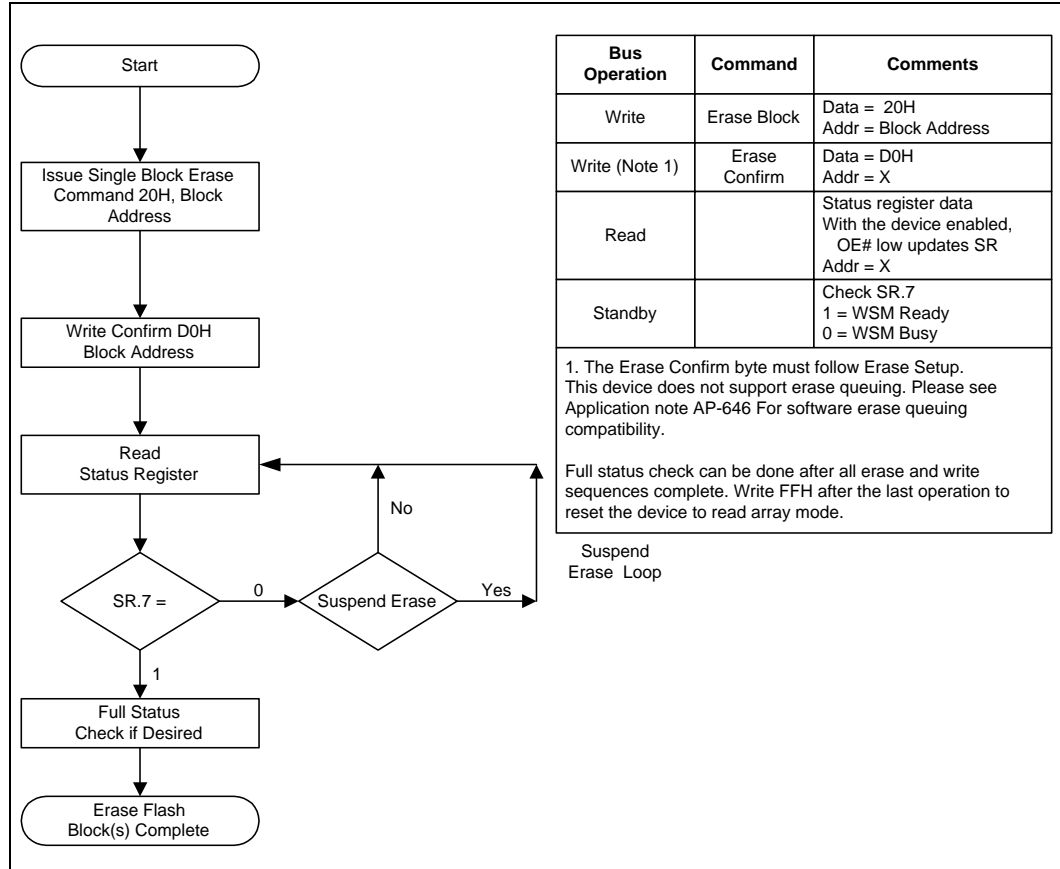 Start
Issue Single Block Erase
Command 20H, Block
Address
Write Confirm D0H
Block Address
Read
Status Register
No
SR.7 =
0
Suspend Erase
Yes
1
Full Status
Check if Desired
Erase Flash
Block(s) Complete
Bus
Operation
Command
Comments
Write
Erase Block
Data = 20H
Addr = Block Address
Write (Note 1)
Erase
Confirm
Data = D0H
Addr = X
Read
Status register data
With the device enabled,
OE# low updates SR
Addr = X
Standby
Check SR.7
1 = WSM Ready
0 = WSM Busy
1. The Erase Confirm byte must follow Erase Setup.
This device does not support erase queuing. Please see
Application note AP-646 For software erase queuing
compatibility.
Full status check can be done after all erase and write
sequences complete. Write FFH after the last operation to
reset the device to read array mode.
Suspend
Erase Loop